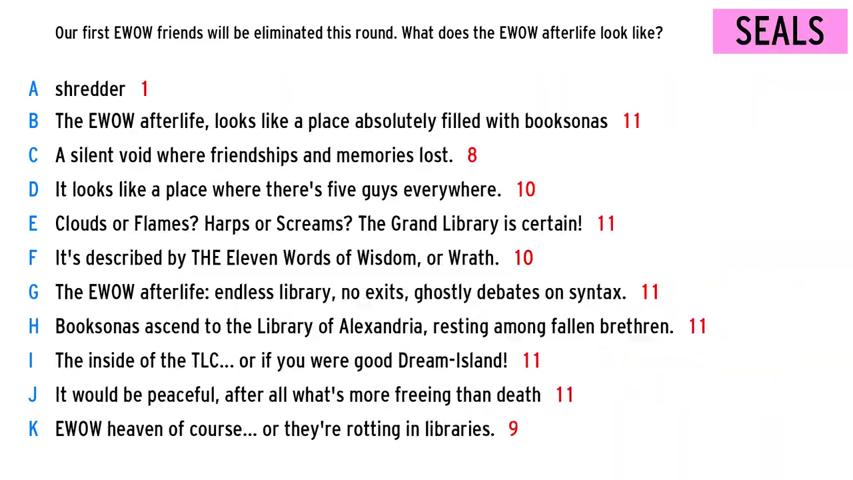 Our first EWOW friends will be eliminated this round. What does the EWOW afterlife look like?
SEALS
A shredder 1
B The EWOW afterlife, looks like a place absolutely filled with booksonas 11
C A silent void where friendships and memories lost. 8
D It looks like a place where there's five guys everywhere. 10
E Clouds or Flames? Harps or Screams? The Grand Library is certain! 11
F It's described by THE Eleven Words of Wisdom, or Wrath. 10
G The EWOW afterlife: endless library, no exits, ghostly debates on syntax. 11
H Booksonas ascend to the Library of Alexandria, resting among fallen brethren. 11
I The inside of the TLC... or if you were good Dream-Island! 11
J It would be peaceful, after all what's more freeing than death 11
K EWOW heaven of course... or they're rotting in libraries. 9